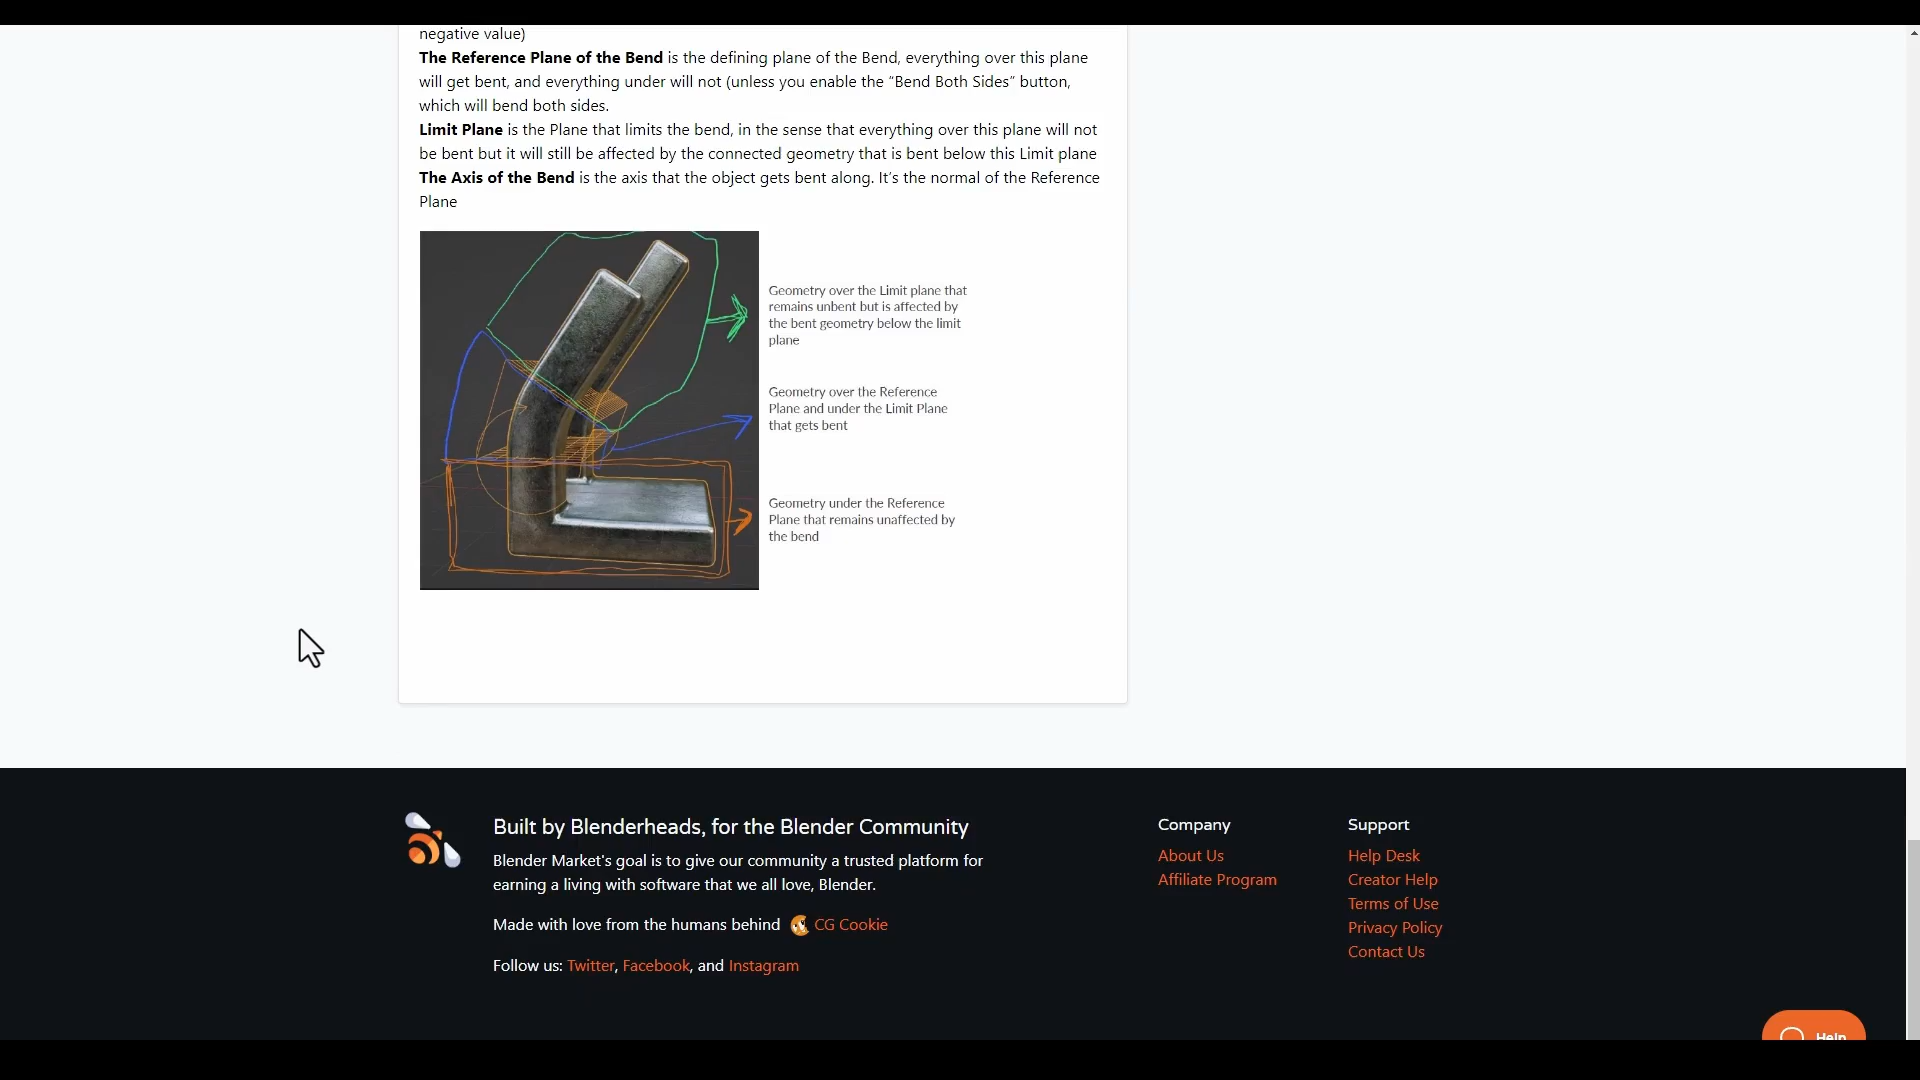 negative value)
The Reference Plane of the Bend is the defining plane of the Bend, everything over this plane
will get bent, and everything under will not (unless you enable the “Bend Both Sides” button,
which will bend both sides.
Limit Plane is the Plane that limits the bend, in the sense that everything over this plane will not
be bent but it will still be affected by the connected geometry that is bent below this Limit plane
The Axis of the Bend is the axis that the object gets bent along. It’s the normal of the Reference
Plane
Geometry over the Limit plane that
remains unbent but is affected by
the bent geometry below the limit
plane
Geometry over the Reference
Plane and under the Limit Plane
that gets bent
Geometry under the Reference
Plane that remains unaffected by
the bend
Built by Blenderheads, for the Blender Community
Blender Market's goal is to give our community a trusted platform for
earning a living with software that we all love, Blender.
Made with love from the humans behind CG Cookie
Follow us: Twitter, Facebook, and Instagram
Company
About Us
Affiliate Program
Support
Help Desk
Creator Help
Terms of Use
Privacy Policy
Contact Us
Help